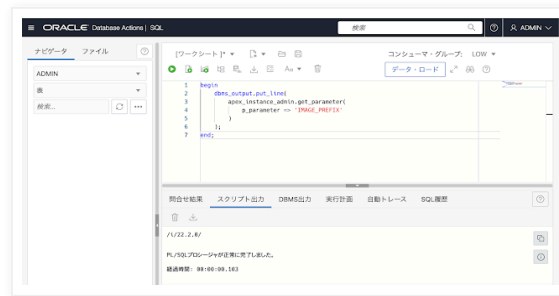 ORACLE Database Actions | SQL
検索
ADMIN
ナビゲータ ファイル
ADMIN
表
検索...
[ワークシート]*
コンシューマ・グループ: LOW
データ・ロード
Aa
1 begin
2 dbms_output.put_line(
3 apex_instance_admin.get_parameter(
4 p_parameter => 'IMAGE_PREFIX'
5 )
6 );
7 end;
問合せ結果 スクリプト出力 DBMS出力 実行計画 自動トレース SQL履歴
/i/22.2.0/
PL/SQLプロシージャが正常に完了しました。
経過時間: 00:00:00.103